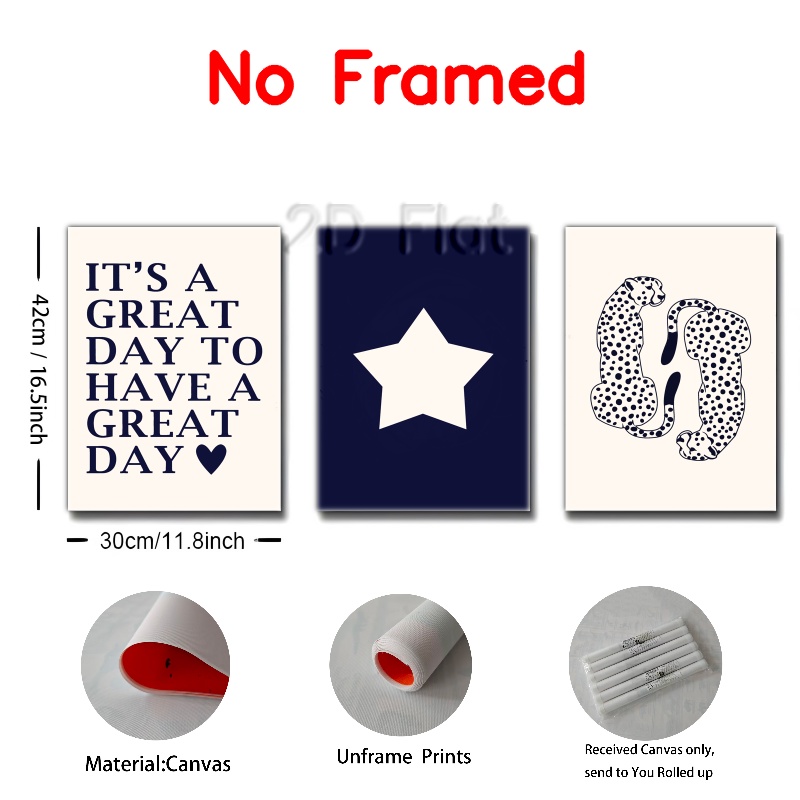 No Framed
2D Flat
IT'S A
GREAT
DAY TO
HAVE A
GREAT
DAY
42cm / 16.5inch
30cm/11.8inch
Material:Canvas
Unframe Prints
Received Canvas only,
send to You Rolled up